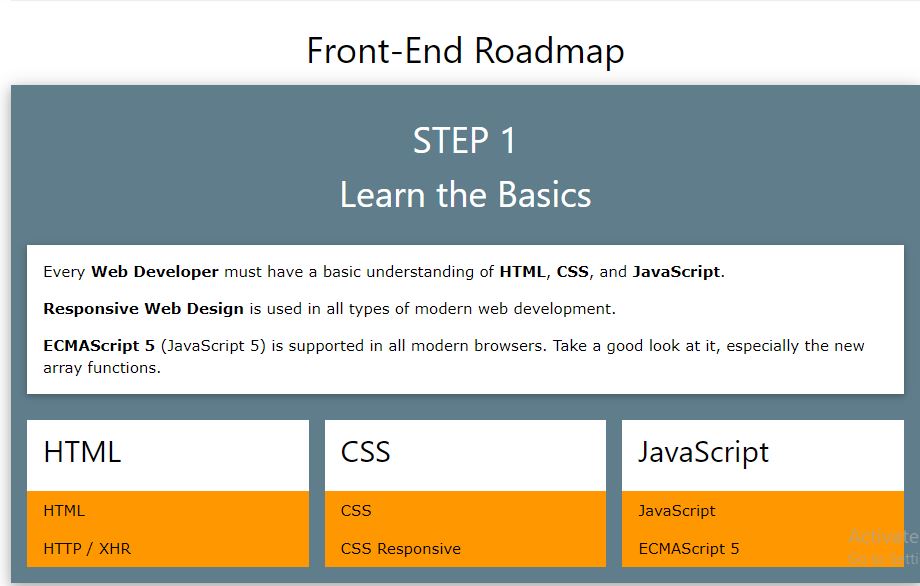 Front-End Roadmap
STEP 1
Learn the Basics
Every Web Developer must have a basic understanding of HTML, CSS, and JavaScript.
Responsive Web Design is used in all types of modern web development.
ECMAScript 5 (JavaScript 5) is supported in all modern browsers. Take a good look at it, especially the new
array functions.
HTML
HTML
HTTP / XHR
CSS
CSS
CSS Responsive
JavaScript
JavaScript
ECMAScript 5
Activate